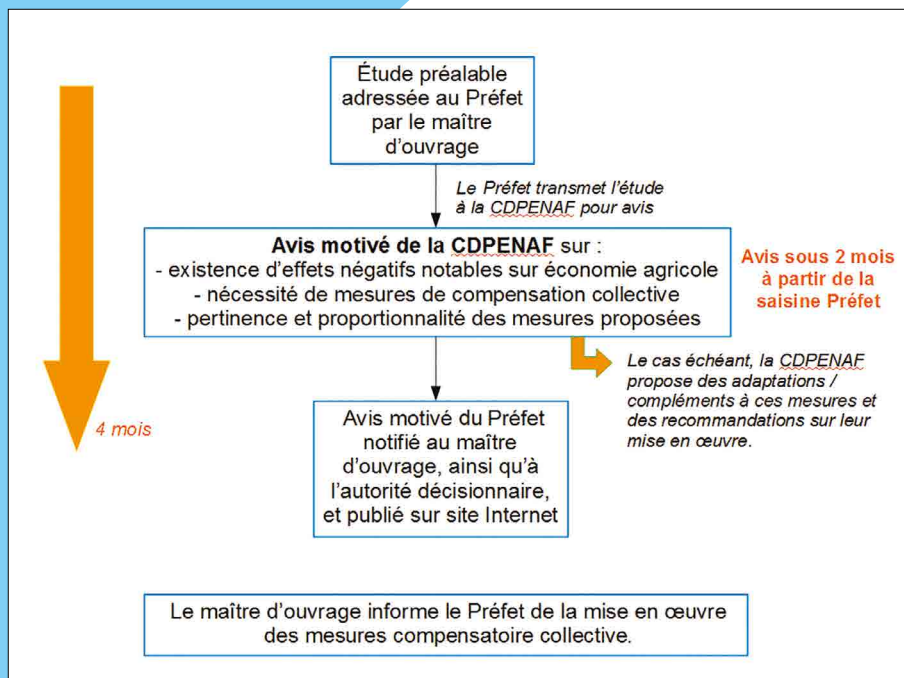 Étude préalable
adressée au Préfet
par le maître
d'ouvrage
Le Préfet transmet l'étude
à la CDPENAF pour avis
Avis motivé de la CDPENAF sur :
- existence d'effets négatifs notables sur économie agricole
- nécessité de mesures de compensation collective
- pertinence et proportionnalité des mesures proposées
Avis sous 2 mois
à partir de la
saisine Préfet
Le cas échéant, la CDPENAF
propose des adaptations /
compléments à ces mesures et
des recommandations sur leur
mise en œuvre.
4 mois
Avis motivé du Préfet
notifié au maître
d'ouvrage, ainsi qu'à
l'autorité décisionnaire,
et publié sur site Internet
Le maître d'ouvrage informe le Préfet de la mise en œuvre
des mesures compensatoire collective.